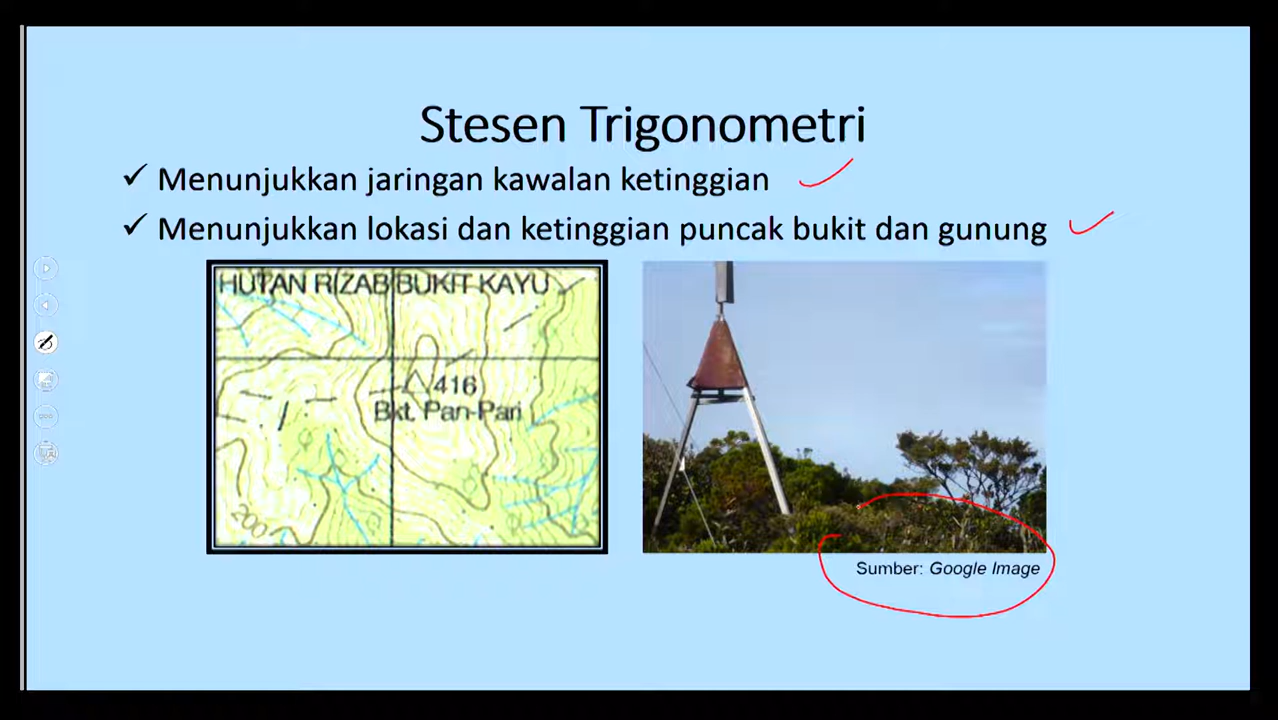 Stesen Trigonometri
✓ Menunjukkan jaringan kawalan ketinggian
✓ Menunjukkan lokasi dan ketinggian puncak bukit dan gunung
HUTAN RIZAB BUKIT KAYU
416
Bkt. Pan-Pari
200
Sumber: Google Image